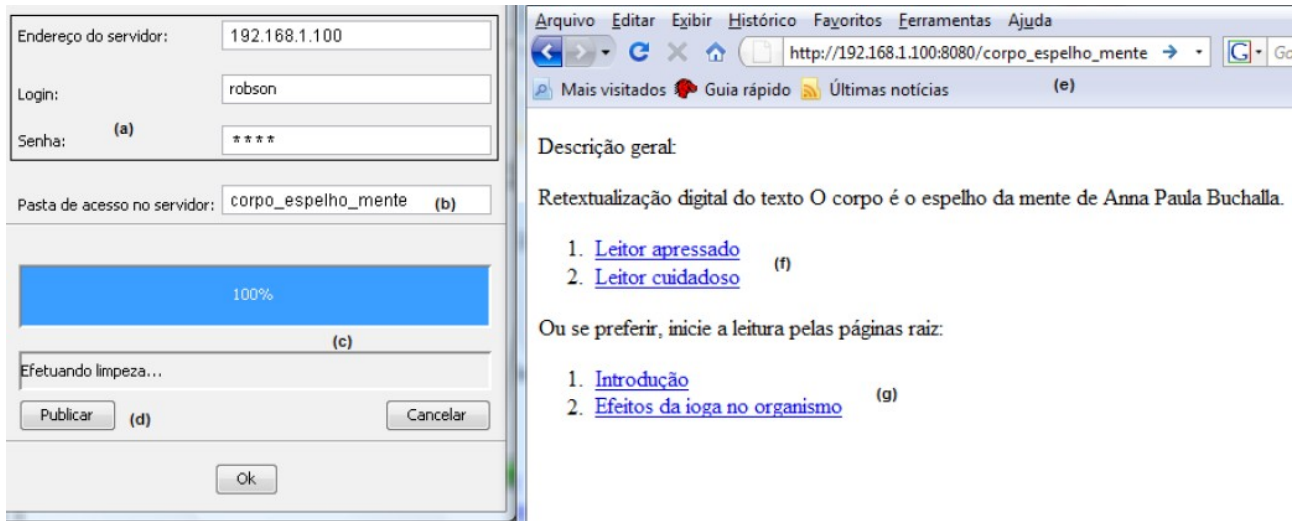 Endereço do servidor: 192.168.1.100
Login: robson
(a)
Senha: ****
Pasta de acesso no servidor: corpo_espelho_mente (b)
100%
(c)
Efetuando limpeza...
Publicar (d) Cancelar
Ok
Arquivo Editar Exibir Histórico Favoritos Ferramentas Ajuda
http://192.168.1.100:8080/corpo_espelho_mente G
Mais visitados Guia rápido Últimas notícias (e)
Descrição geral:
Retextualização digital do texto O corpo é o espelho da mente de Anna Paula Buchalla.
1. Leitor apressado
(f)
2. Leitor cuidadoso
Ou se preferir, inicie a leitura pelas páginas raiz:
1. Introdução
(g)
2. Efeitos da ioga no organismo